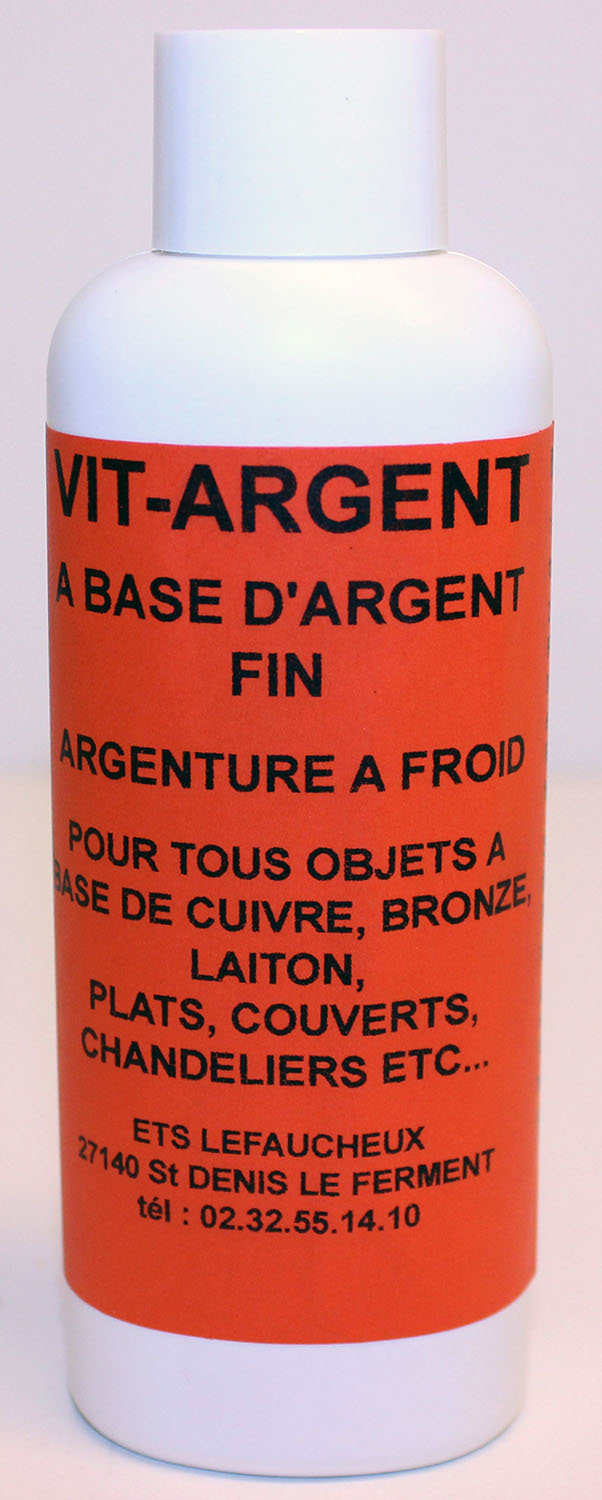 VIT-ARGENT
A BASE D'ARGENT
FIN
ARGENTURE A FROID
POUR TOUS OBJETS A
BASE DE CUIVRE, BRONZE,
LAITON,
PLATS, COUVERTS,
CHANDELIERS ETC...
ETS LEFAUCHEUX
27140 St DENIS LE FERMENT
tél : 02.32.55.14.10